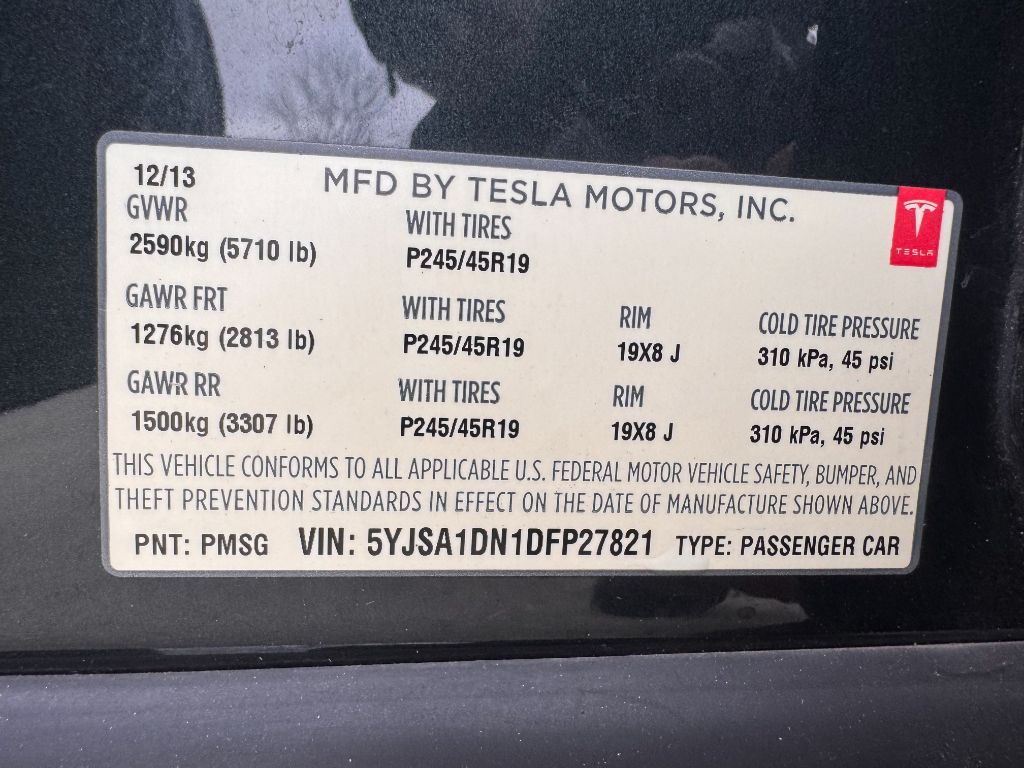 12/13 MFD BY TESLA MOTORS, INC.
TESLA
GVWR WITH TIRES
2590kg (5710 lb) P245/45R19
GAWR FRT WITH TIRES RIM COLD TIRE PRESSURE
1276kg (2813 lb) P245/45R19 19X8 J 310 kPa, 45 psi
GAWR RR WITH TIRES RIM COLD TIRE PRESSURE
1500kg (3307 lb) P245/45R19 19X8 J 310 kPa, 45 psi
THIS VEHICLE CONFORMS TO ALL APPLICABLE U.S. FEDERAL MOTOR VEHICLE SAFETY, BUMPER, AND
THEFT PREVENTION STANDARDS IN EFFECT ON THE DATE OF MANUFACTURE SHOWN ABOVE.
PNT: PMSG VIN: 5YJSA1DN1DFP27821 TYPE: PASSENGER CAR